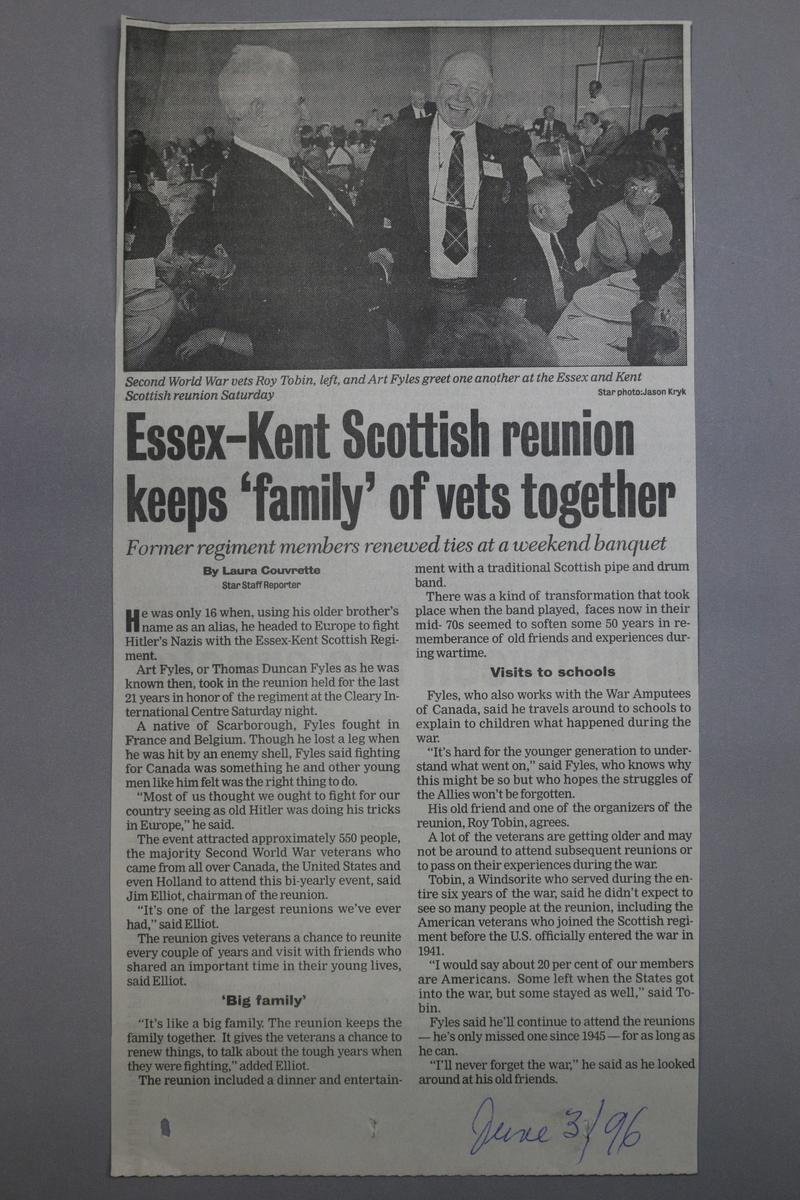 Second World War vets Roy Tobin, left, and Art Fyles greet one another at the Essex and Kent
Scottish reunion Saturday
Star photo:Jason Kryk
Essex–Kent Scottish reunion
keeps ‘family’ of vets together
Former regiment members renewed ties at a weekend banquet
By Laura Couvrette
Star Staff Reporter
He was only 16 when, using his older brother’s
name as an alias, he headed to Europe to fight
Hitler’s Nazis with the Essex-Kent Scottish Regi-
ment.
Art Fyles, or Thomas Duncan Fyles as he was
known then, took in the reunion held for the last
21 years in honor of the regiment at the Cleary In-
ternational Centre Saturday night.
A native of Scarborough, Fyles fought in
France and Belgium. Though he lost a leg when
he was hit by an enemy shell, Fyles said fighting
for Canada was something he and other young
men like him felt was the right thing to do.
“Most of us thought we ought to fight for our
country seeing as old Hitler was doing his tricks
in Europe,” he said.
The event attracted approximately 550 people,
the majority Second World War veterans who
came from all over Canada, the United States and
even Holland to attend this bi-yearly event, said
Jim Elliot, chairman of the reunion.
“It’s one of the largest reunions we’ve ever
had,” said Elliot.
The reunion gives veterans a chance to reunite
every couple of years and visit with friends who
shared an important time in their young lives,
said Elliot.
‘Big family’
“It’s like a big family. The reunion keeps the
family together. It gives the veterans a chance to
renew things, to talk about the tough years when
they were fighting,” added Elliot.
The reunion included a dinner and entertain-
ment with a traditional Scottish pipe and drum
band.
There was a kind of transformation that took
place when the band played, faces now in their
mid- 70s seemed to soften some 50 years in re-
memberance of old friends and experiences dur-
ing wartime.
Visits to schools
Fyles, who also works with the War Amputees
of Canada, said he travels around to schools to
explain to children what happened during the
war.
“It’s hard for the younger generation to under-
stand what went on,” said Fyles, who knows why
this might be so but who hopes the struggles of
the Allies won’t be forgotten.
His old friend and one of the organizers of the
reunion, Roy Tobin, agrees.
A lot of the veterans are getting older and may
not be around to attend subsequent reunions or
to pass on their experiences during the war.
Tobin, a Windsorite who served during the en-
tire six years of the war, said he didn’t expect to
see so many people at the reunion, including the
American veterans who joined the Scottish regi-
ment before the U.S. officially entered the war in
1941.
“I would say about 20 per cent of our members
are Americans. Some left when the States got
into the war, but some stayed as well,” said To-
bin.
Fyles said he’ll continue to attend the reunions
— he’s only missed one since 1945 — for as long as
he can.
“I’ll never forget the war,” he said as he looked
around at his old friends.
June 3/96